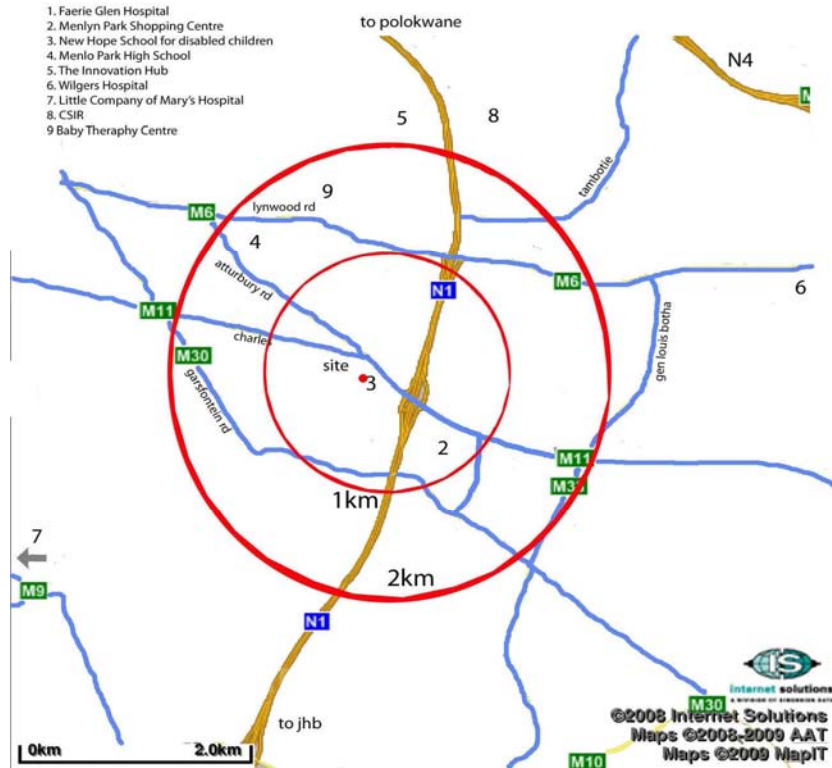 1. Faerie Glen Hospital
2. Menlyn Park Shopping Centre
3. New Hope School for disabled children
4. Menlo Park High School
5. The Innovation Hub
6. Wilgers Hospital
7. Little Company of Mary's Hospital
8. CSIR
9 Baby Theraphy Centre
to polokwane
N4
5
8
tambotie
9
M6
lynwood rd
4
atturbury rd
N1
M6
6
M11
charles
gen louis botha
M30
site
3
garsfontein rd
2
M11
1km
7
2km
M9
N1
IS
internet solutions
M30
to jhb
©2008 Internet Solutions
Maps ©2008-2009 AAT
0km
2.0km
M10
Maps ©2009 MapIT